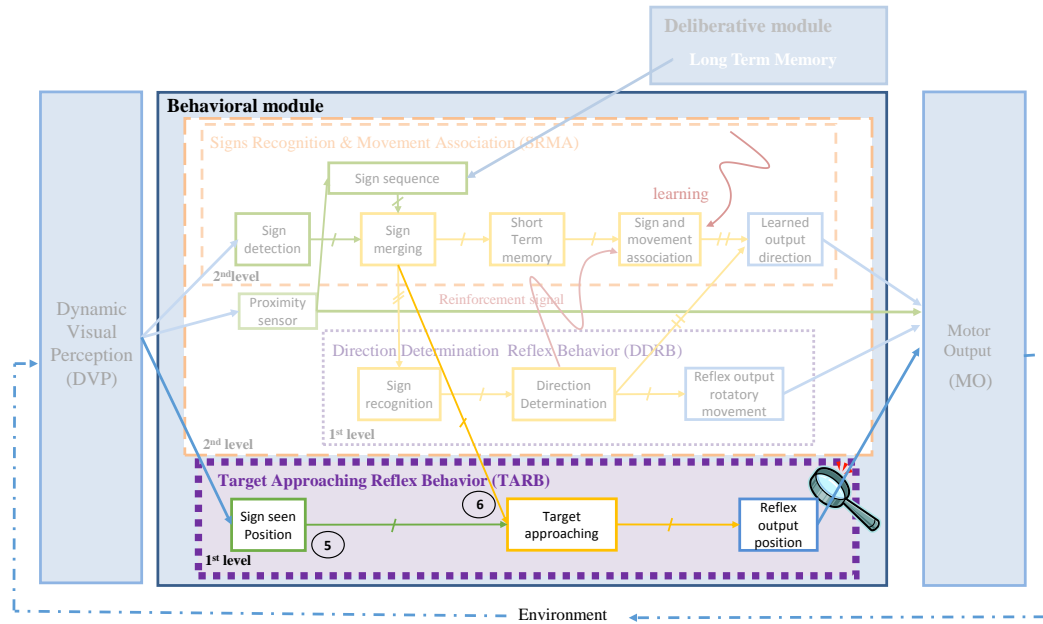 Deliberative module
Long Term Memory
Behavioral module
Signs Recognition & Movement Association (SRMA)
Sign sequence
learning
Sign
detection
Sign
merging
Short
Term
memory
Sign and
movement
association
Learned
output
direction
2nd level
Proximity
sensor
Reinforcement signal
Dynamic
Visual
Perception
(DVP)
Motor
Output
(MO)
Direction Determination Reflex Behavior (DDRB)
Sign
recognition
Direction
Determination
Reflex output
rotatory
movement
1st level
2nd level
Target Approaching Reflex Behavior (TARB)
Sign seen
Position
5
6
Target
approaching
Reflex
output
position
1st level
Environment